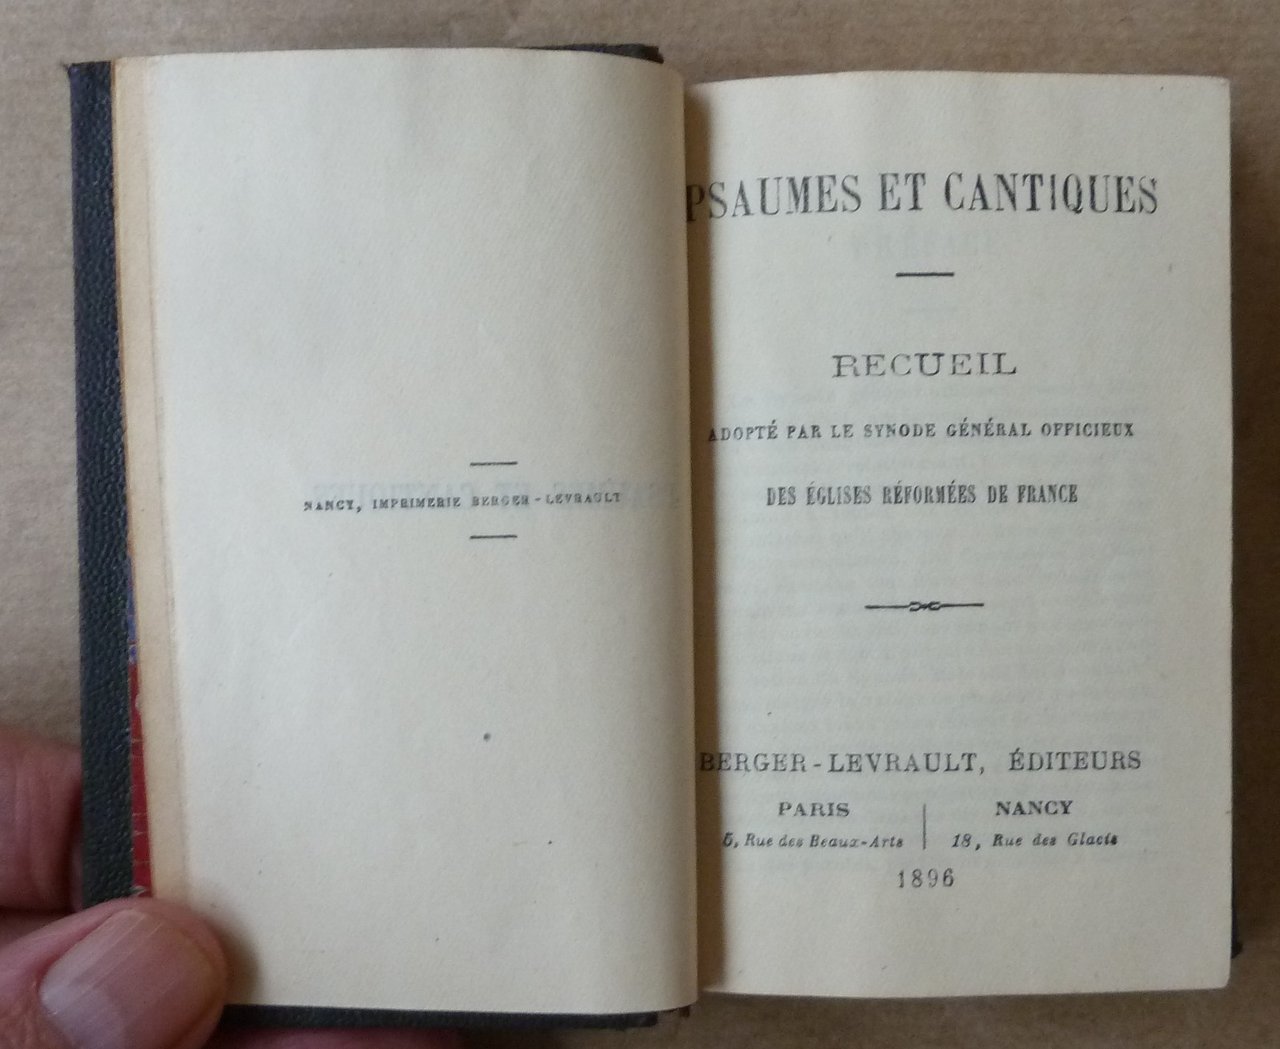 NANCY, IMPRIMERIE BERGER-LEVRAULT
PSAUMES ET CANTIQUES
RECUEIL
ADOPTÉ PAR LE SYNODE GÉNÉRAL OFFICIEUX
DES ÉGLISES RÉFORMÉES DE FRANCE
BERGER-LEVRAULT, ÉDITEURS
PARIS
5, Rue des Beaux-Arts
NANCY
18, Rue des Glacis
1896